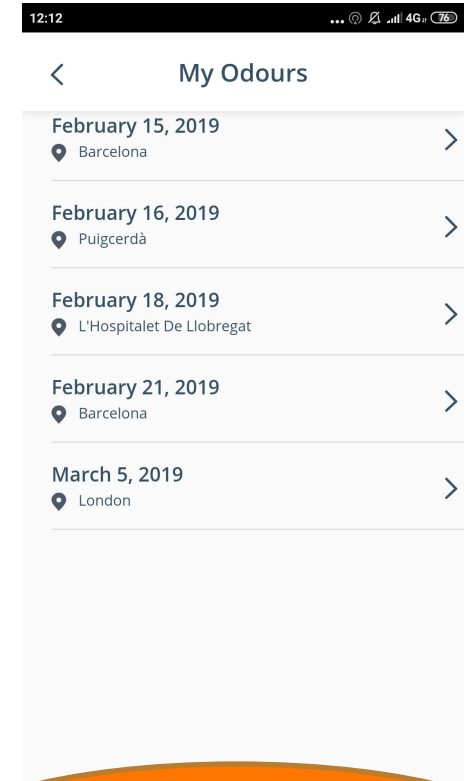 12:12
4G 76
My Odours
February 15, 2019
Barcelona
February 16, 2019
Puigcerdà
February 18, 2019
L'Hospitalet De Llobregat
February 21, 2019
Barcelona
March 5, 2019
London